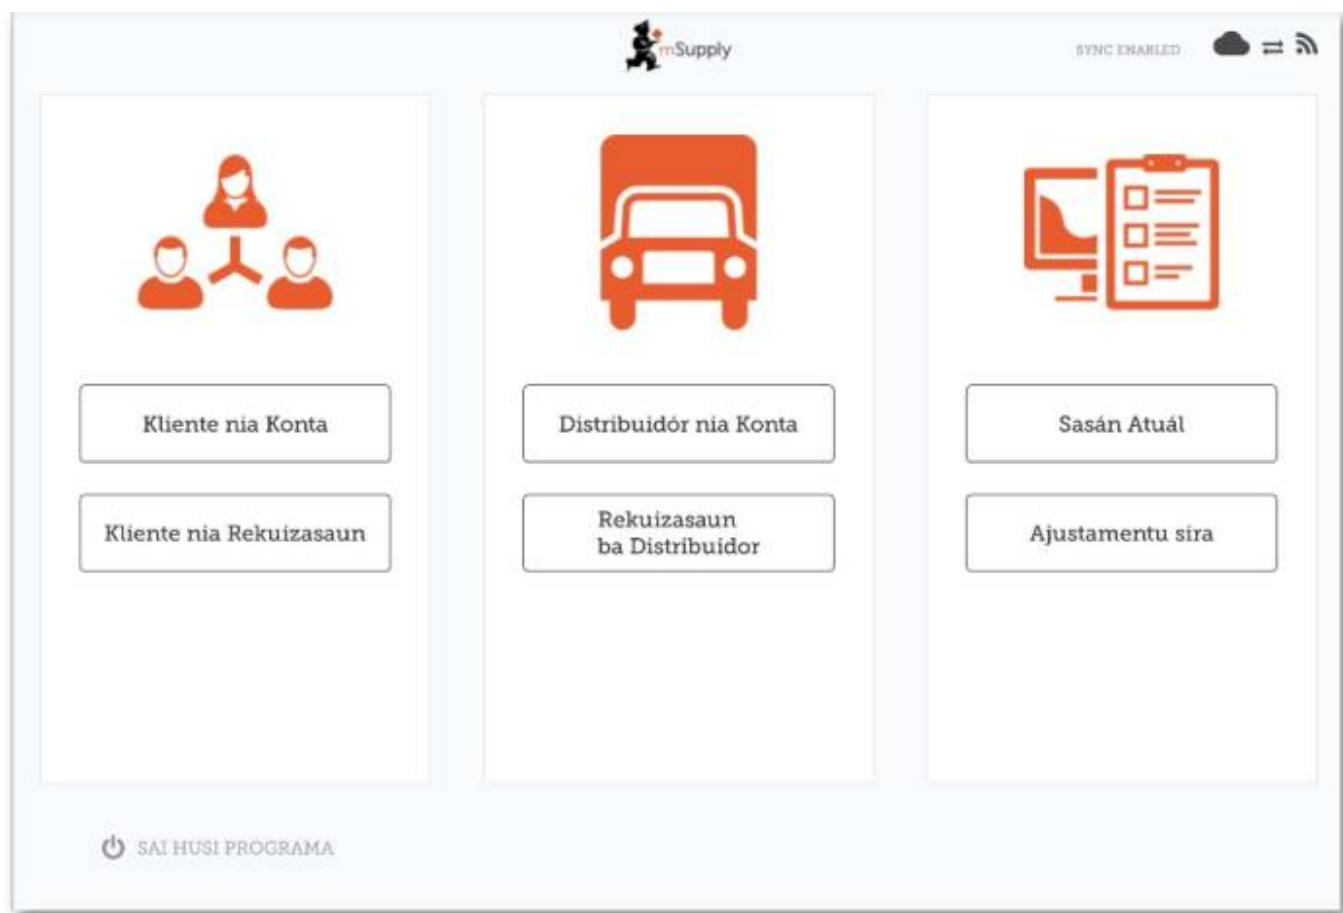 mSupply
SYNC ENABLED
Kliente nia Konta
Kliente nia Rekuizasaun
Distribuidór nia Konta
Rekuizasaun
ba Distribuidor
Sasán Atuál
Ajustamentu sira
SAI HUSI PROGRAMA